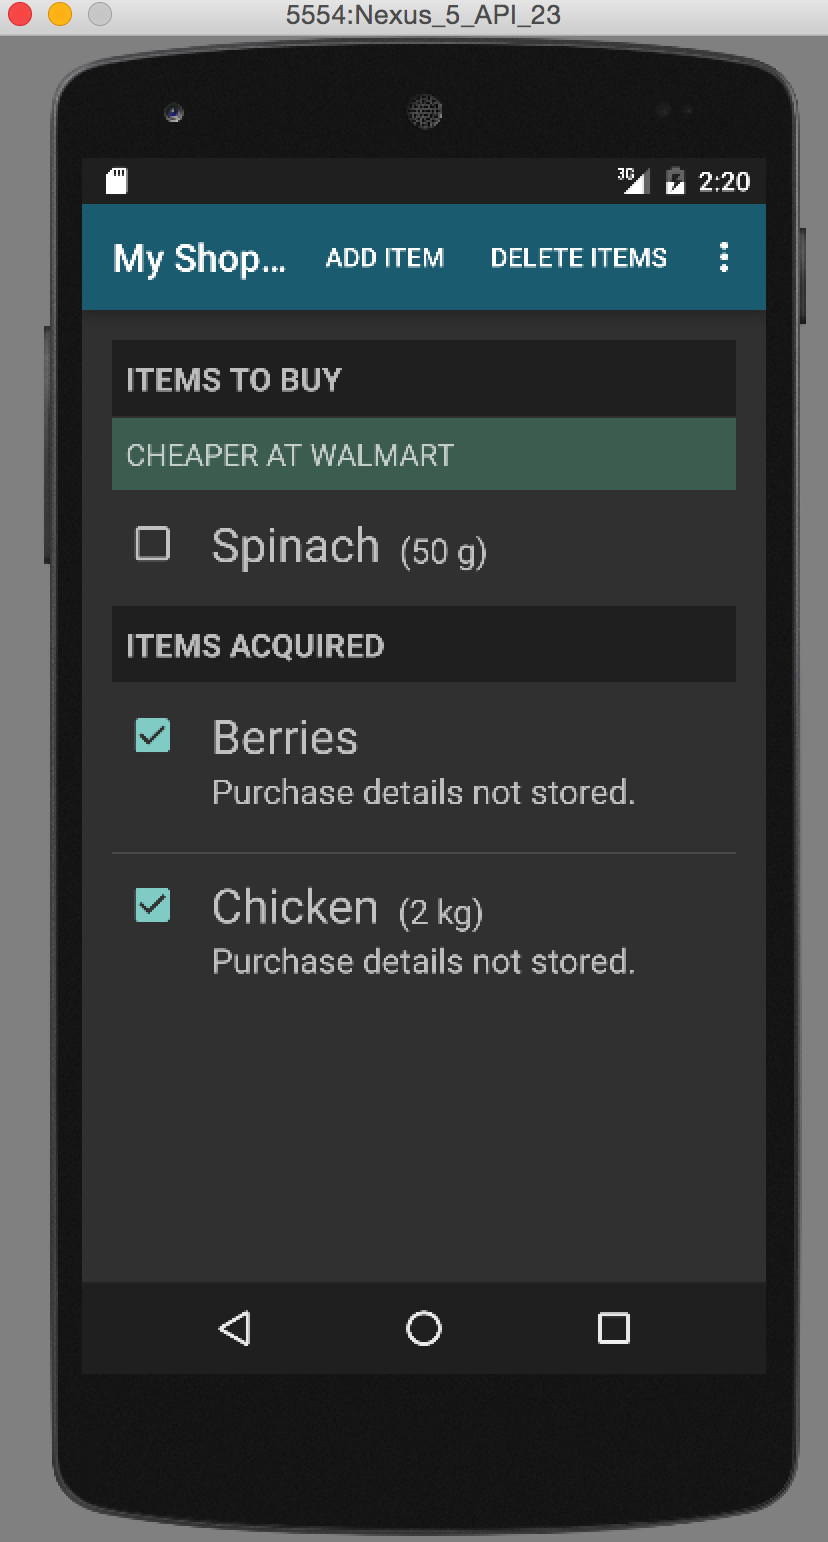 5554:Nexus_5_API_23
3G 2:20
My Shop... ADD ITEM DELETE ITEMS
ITEMS TO BUY
CHEAPER AT WALMART
Spinach (50 g)
ITEMS ACQUIRED
Berries
Purchase details not stored.
Chicken (2 kg)
Purchase details not stored.